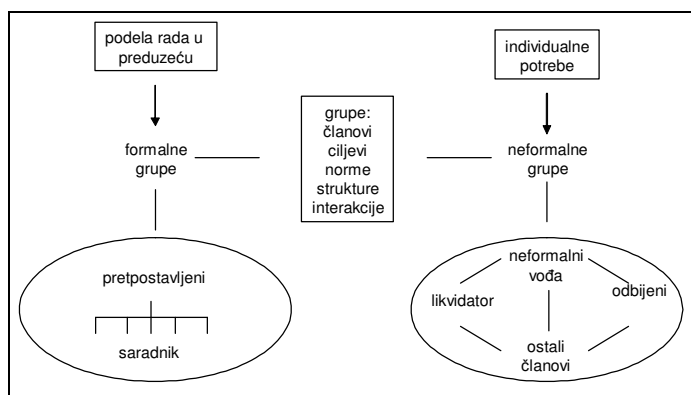 podela rada u
preduzeću
individualne
potrebe
grupe:
članovi
ciljevi
norme
strukture
interakcije
formalne
grupe
neformalne
grupe
pretpostavljeni
saradnik
neformalni
vođa
likvidator
odbijeni
ostali
članovi